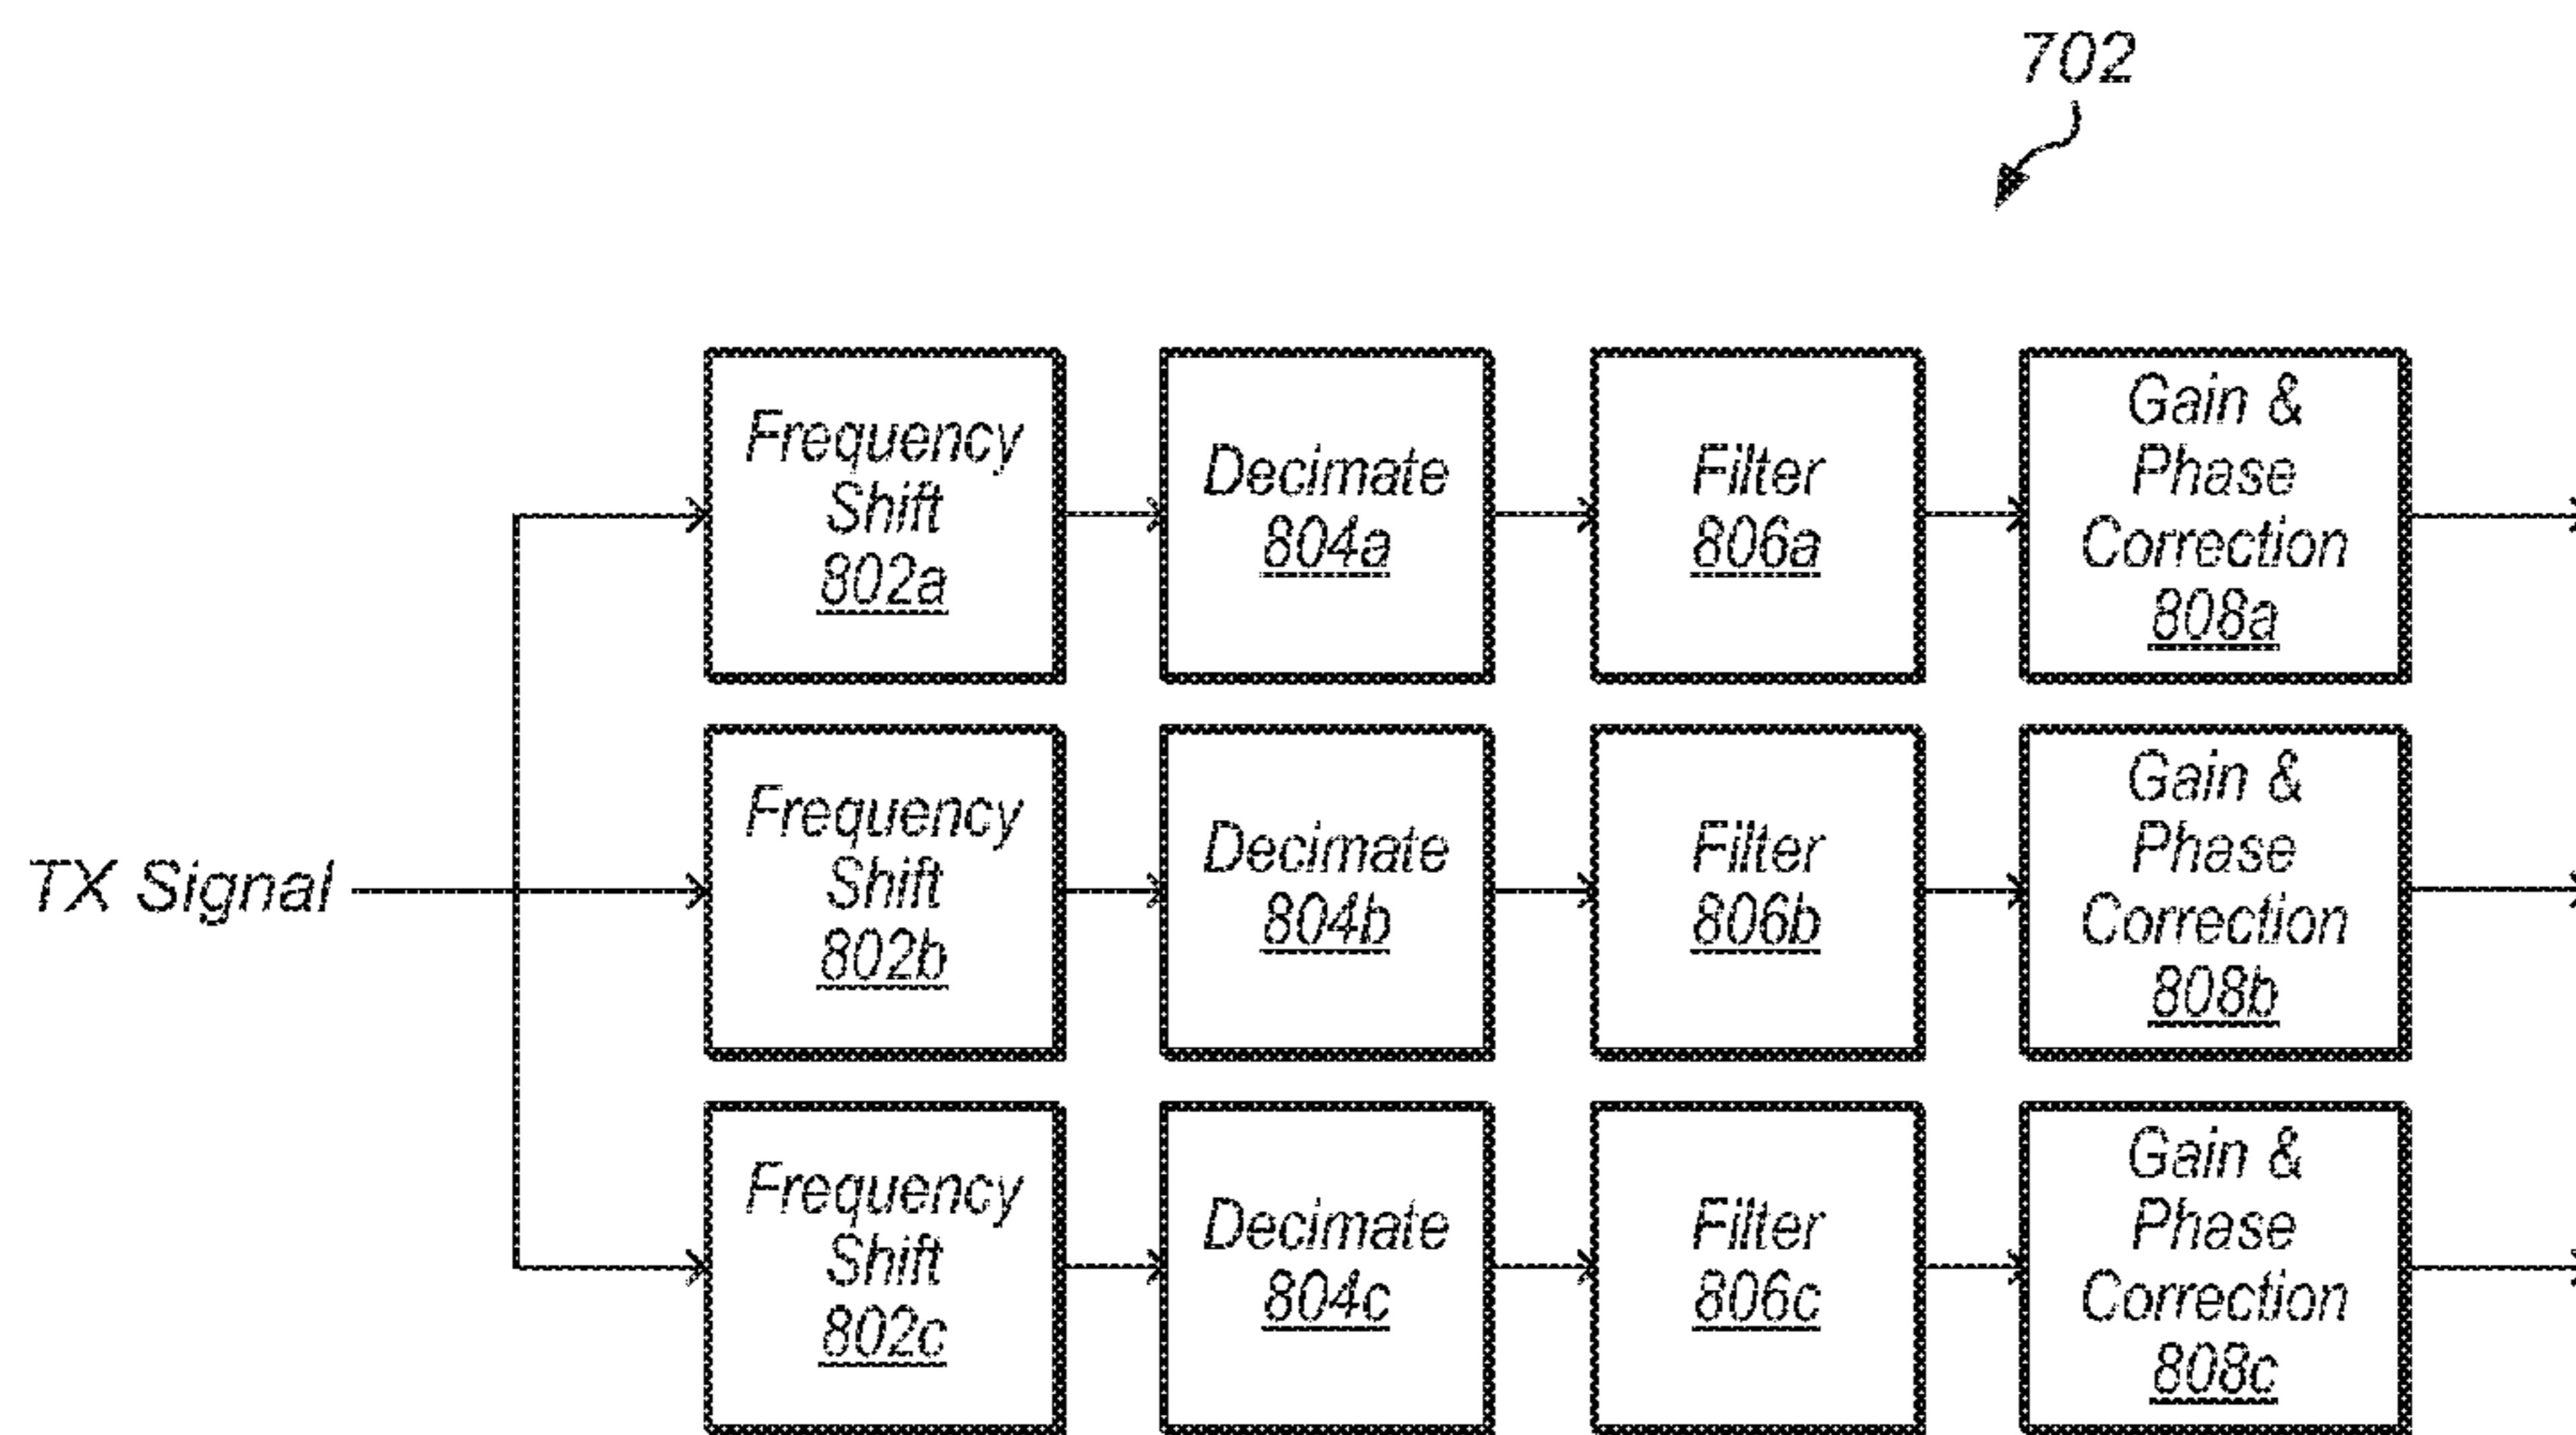 702
Frequency
Shift
802a
Decimate
804a
Filter
806a
Gain &
Phase
Correction
808a
TX Signal
Frequency
Shift
802b
Decimate
804b
Filter
806b
Gain &
Phase
Correction
808b
Frequency
Shift
802c
Decimate
804c
Filter
806c
Gain &
Phase
Correction
808c